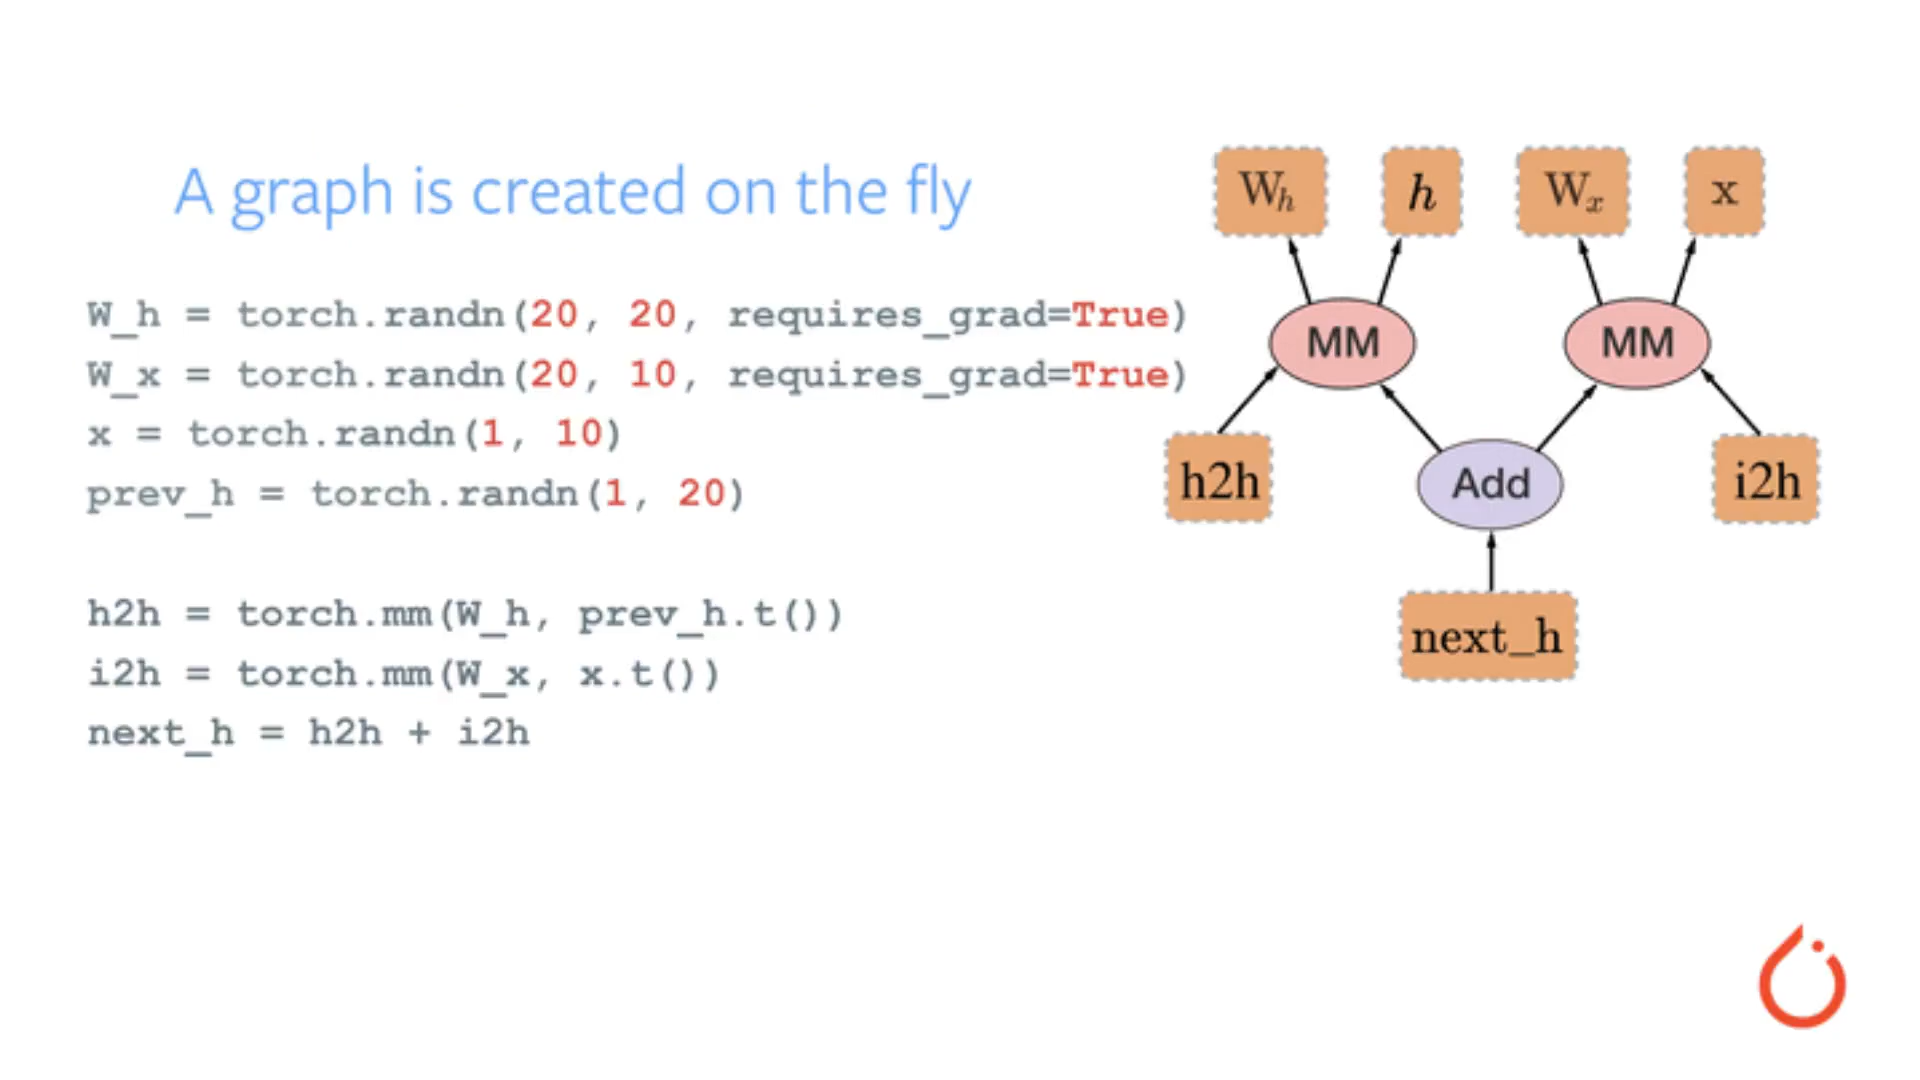 A graph is created on the fly
W_h = torch.randn(20, 20, requires_grad=True)
W_x = torch.randn(20, 10, requires_grad=True)
x = torch.randn(1, 10)
prev_h = torch.randn(1, 20)
h2h = torch.mm(W_h, prev_h.t())
i2h = torch.mm(W_x, x.t())
next_h = h2h + i2h
Wₕ h Wₓ x
MM MM
h2h Add i2h
next_h